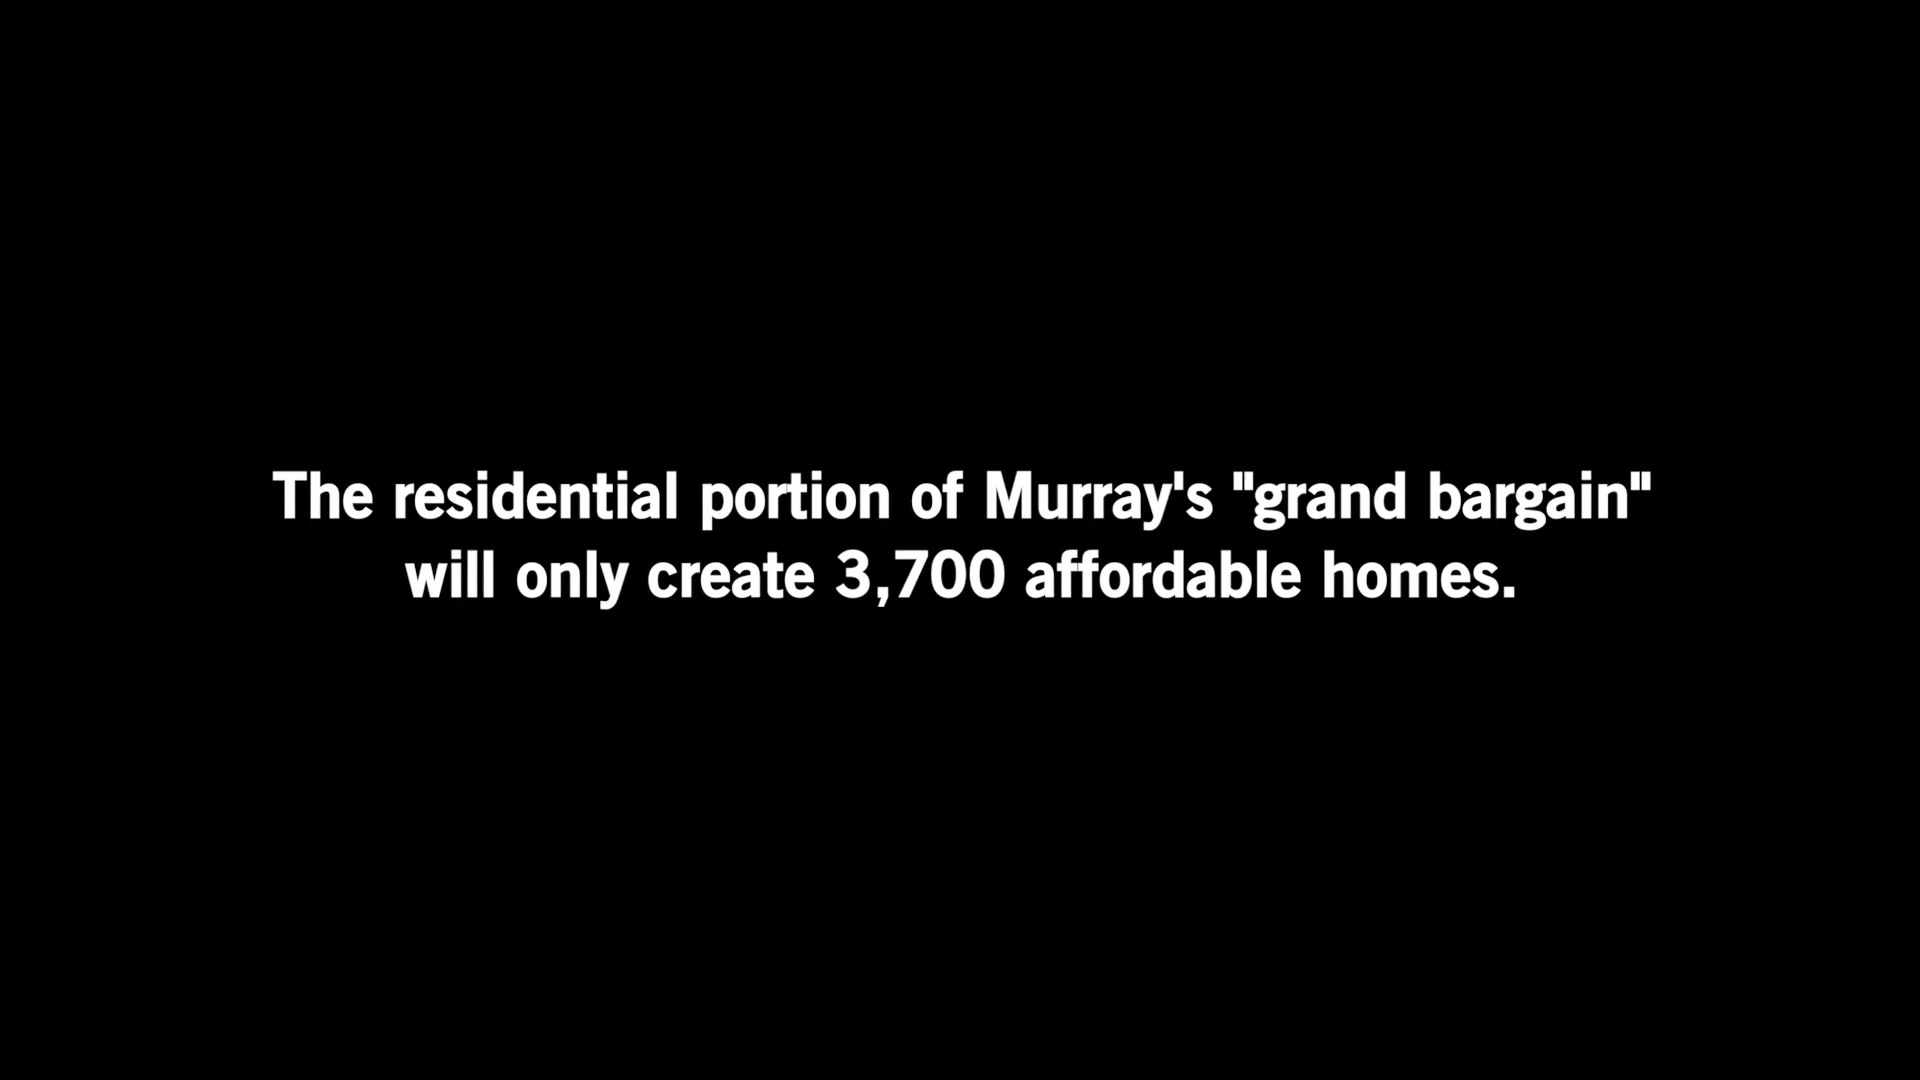 The residential portion of Murray's "grand bargain"
will only create 3,700 affordable homes.